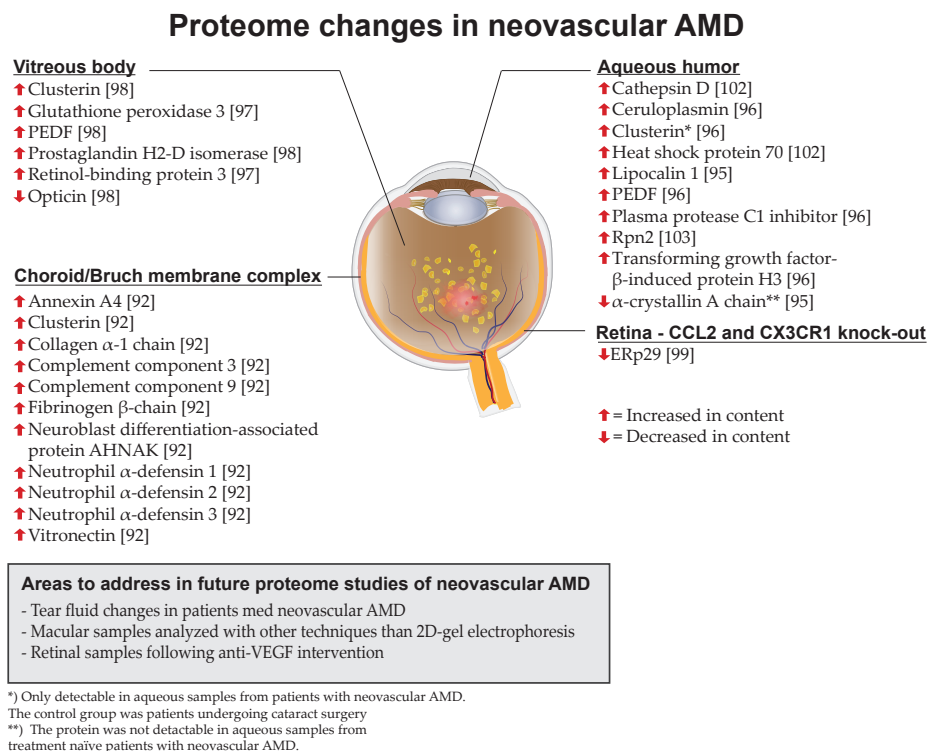 Proteome changes in neovascular AMD
Vitreous body
Clusterin [98]
Glutathione peroxidase 3 [97]
PEDF [98]
Prostaglandin H2-D isomerase [98]
Retinol-binding protein 3 [97]
Opticin [98]
Choroid/Bruch membrane complex
Annexin A4 [92]
Clusterin [92]
Collagen α-1 chain [92]
Complement component 3 [92]
Complement component 9 [92]
Fibrinogen β-chain [92]
Neuroblast differentiation-associated
protein AHNAK [92]
Neutrophil α-defensin 1 [92]
Neutrophil α-defensin 2 [92]
Neutrophil α-defensin 3 [92]
Vitronectin [92]
Aqueous humor
Cathepsin D [102]
Ceruloplasmin [96]
Clusterin* [96]
Heat shock protein 70 [102]
Lipocalin 1 [95]
PEDF [96]
Plasma protease C1 inhibitor [96]
Rpn2 [103]
Transforming growth factor-
β-induced protein H3 [96]
α-crystallin A chain** [95]
Retina - CCL2 and CX3CR1 knock-out
ERp29 [99]
= Increased in content
= Decreased in content
Areas to address in future proteome studies of neovascular AMD
- Tear fluid changes in patients med neovascular AMD
- Macular samples analyzed with other techniques than 2D-gel electrophoresis
- Retinal samples following anti-VEGF intervention
*) Only detectable in aqueous samples from patients with neovascular AMD.
The control group was patients undergoing cataract surgery
**) The protein was not detactable in aqueous samples from
treatment naïve patients with neovascular AMD.